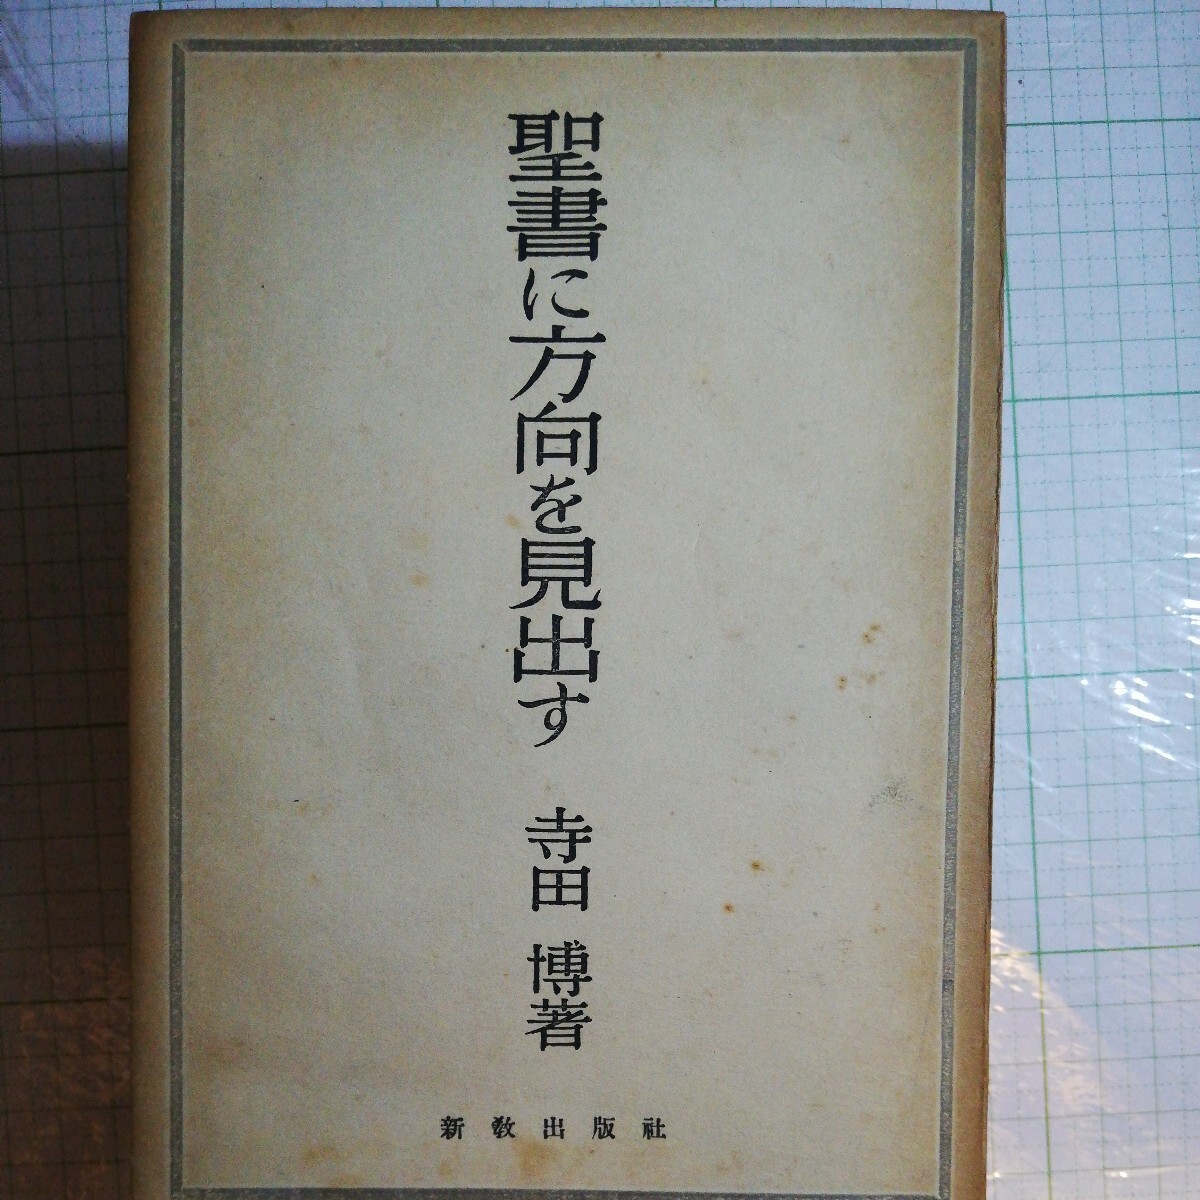 聖書に方向を見出す
寺田 博著
新教出版社